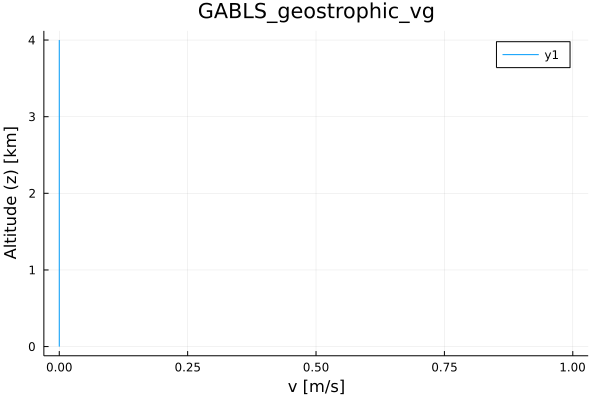 GABLS_geostrophic_vg
y1
Altitude (z) [km]
4
3
2
1
0
0.00 0.25 0.50 0.75 1.00
v [m/s]